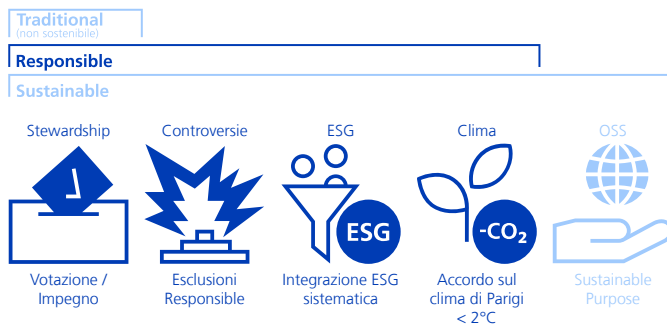 Traditional
(non sostenibile)
Responsible
Sustainable
Stewardship
Controversie
ESG
Clima
OSS
ESG
-CO₂
Votazione /
Impegno
Esclusioni
Responsible
Integrazione ESG
sistematica
Accordo sul
clima di Parigi
< 2°C
Sustainable
Purpose